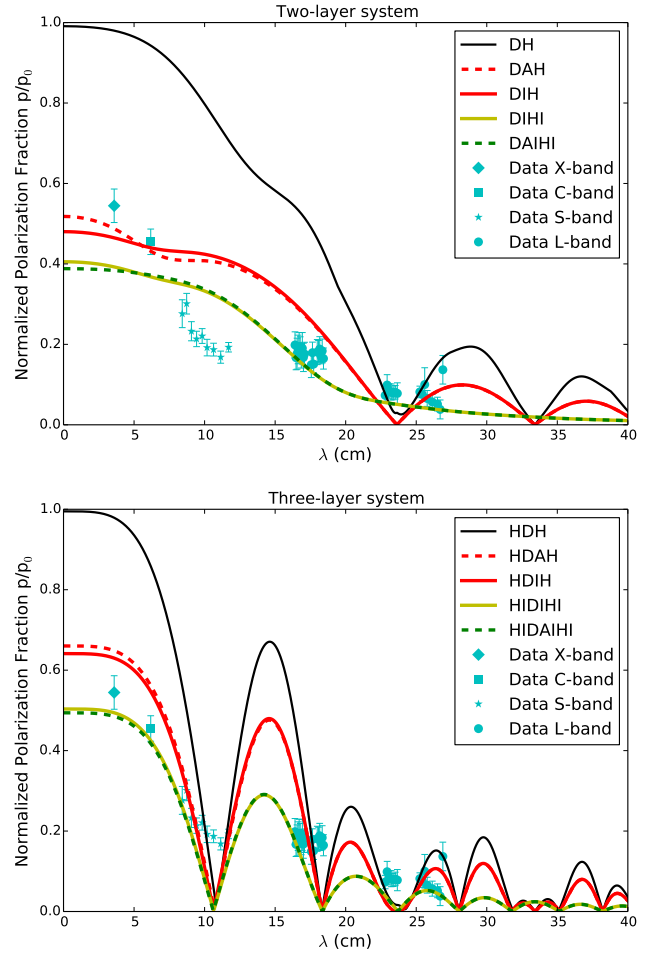 Two-layer system
Normalized Polarization Fraction p/p₀
1.0
0.8
0.6
0.4
0.2
0.0
DH
DAH
DIH
DIHI
DAIHI
Data X-band
Data C-band
Data S-band
Data L-band
0 5 10 15 20 25 30 35 40
λ (cm)
Three-layer system
Normalized Polarization Fraction p/p₀
1.0
0.8
0.6
0.4
0.2
0.0
HDH
HDAH
HDIH
HIDIHI
HIDAIHI
Data X-band
Data C-band
Data S-band
Data L-band
0 5 10 15 20 25 30 35 40
λ (cm)